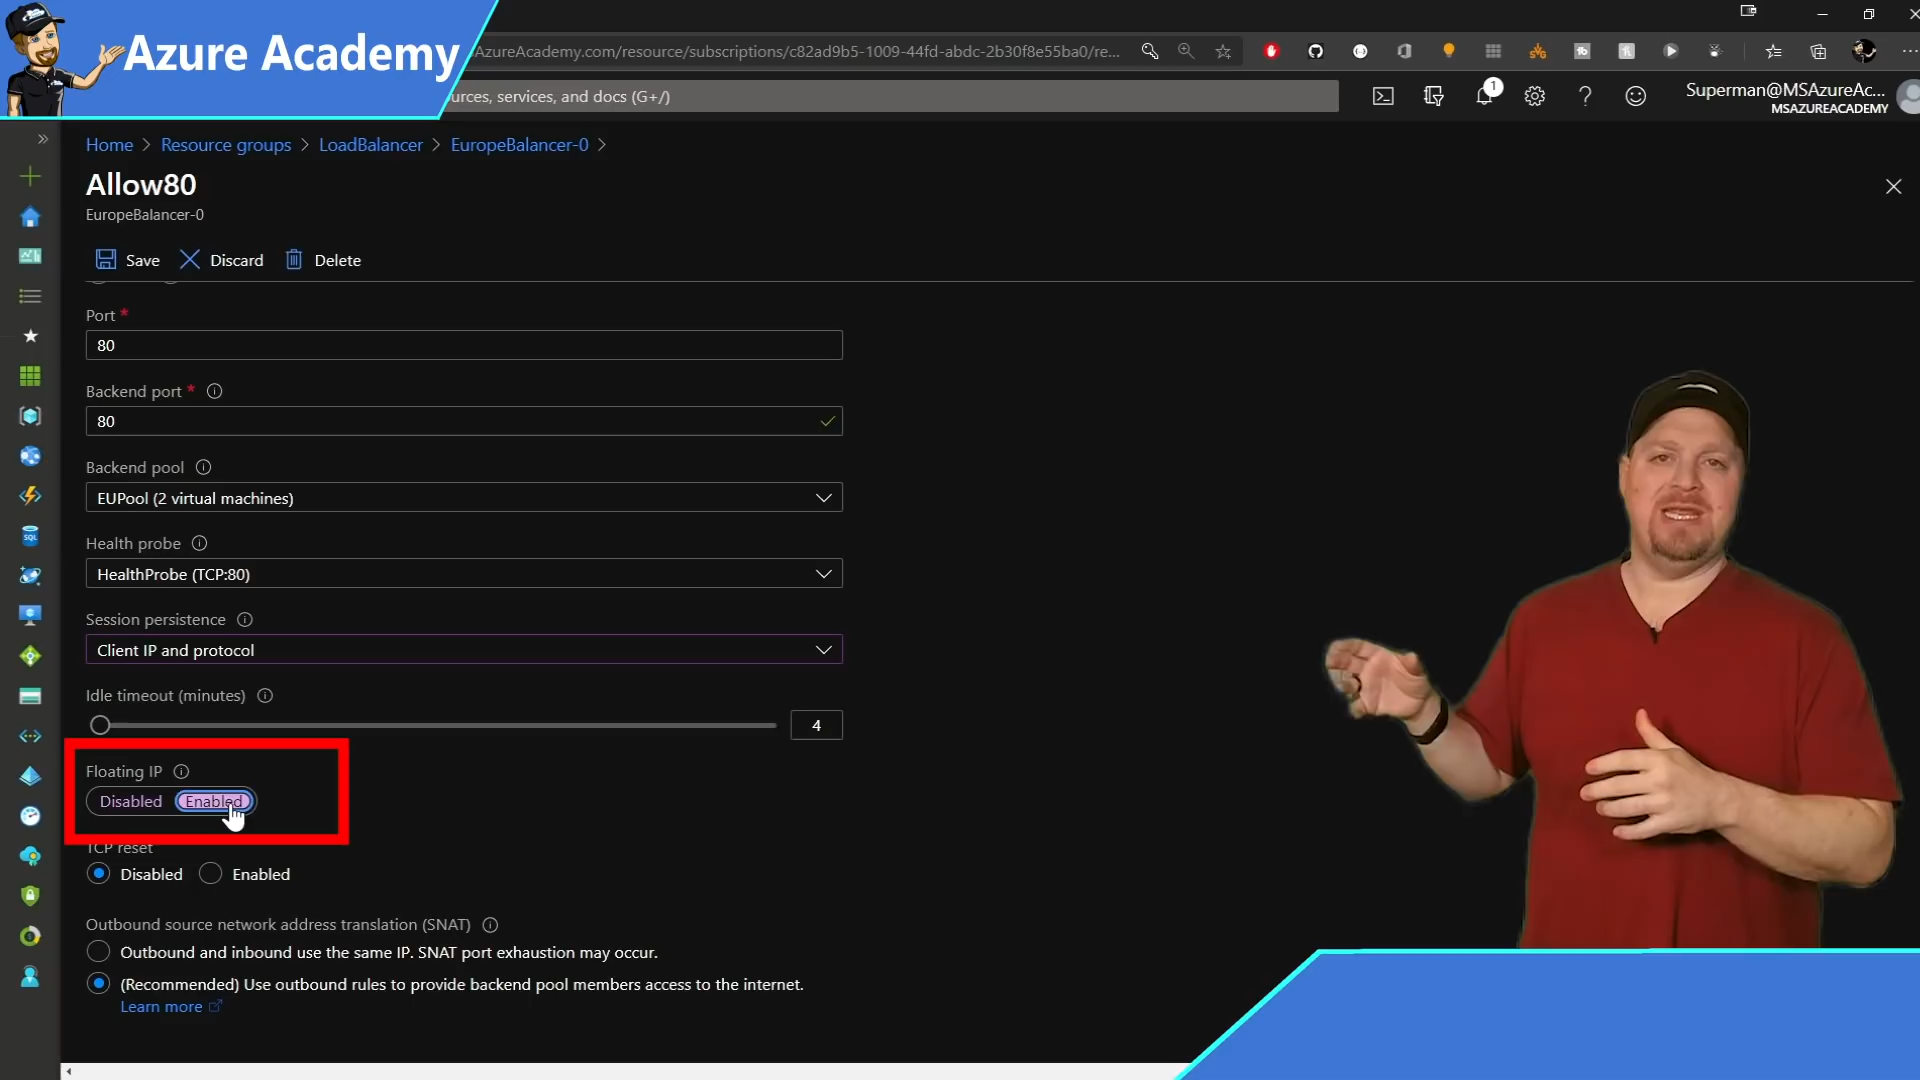 Azure Academy
AzureAcademy.com/resource/subscriptions/c82ad9b5-1009-44fd-abdc-2b30f8e55ba0/re...
urces, services, and docs (G+/)
1
Superman@MSAzureAc...
MSAZUREACADEMY
Home > Resource groups > LoadBalancer > EuropeBalancer-0 >
Allow80
EuropeBalancer-0
Save Discard Delete
Port *
80
Backend port *
80
Backend pool
EUPool (2 virtual machines)
Health probe
HealthProbe (TCP:80)
Session persistence
Client IP and protocol
Idle timeout (minutes)
4
Floating IP
Disabled Enabled
TCP reset
Disabled Enabled
Outbound source network address translation (SNAT)
Outbound and inbound use the same IP. SNAT port exhaustion may occur.
(Recommended) Use outbound rules to provide backend pool members access to the internet.
Learn more